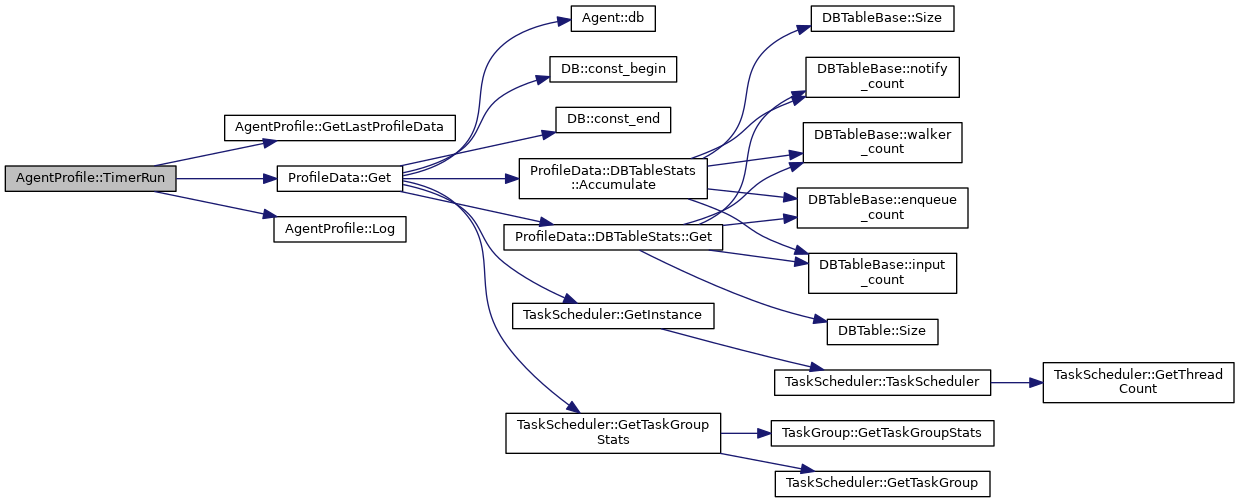 AgentProfile::TimerRun
AgentProfile::GetLastProfileData
ProfileData::Get
AgentProfile::Log
Agent::db
DB::const_begin
DB::const_end
ProfileData::DBTableStats
::Accumulate
ProfileData::DBTableStats::Get
TaskScheduler::GetInstance
TaskScheduler::GetTaskGroup
Stats
DBTableBase::Size
DBTableBase::notify
_count
DBTableBase::walker
_count
DBTableBase::enqueue
_count
DBTableBase::input
_count
DBTable::Size
TaskScheduler::TaskScheduler
TaskGroup::GetTaskGroupStats
TaskScheduler::GetTaskGroup
TaskScheduler::GetThread
Count